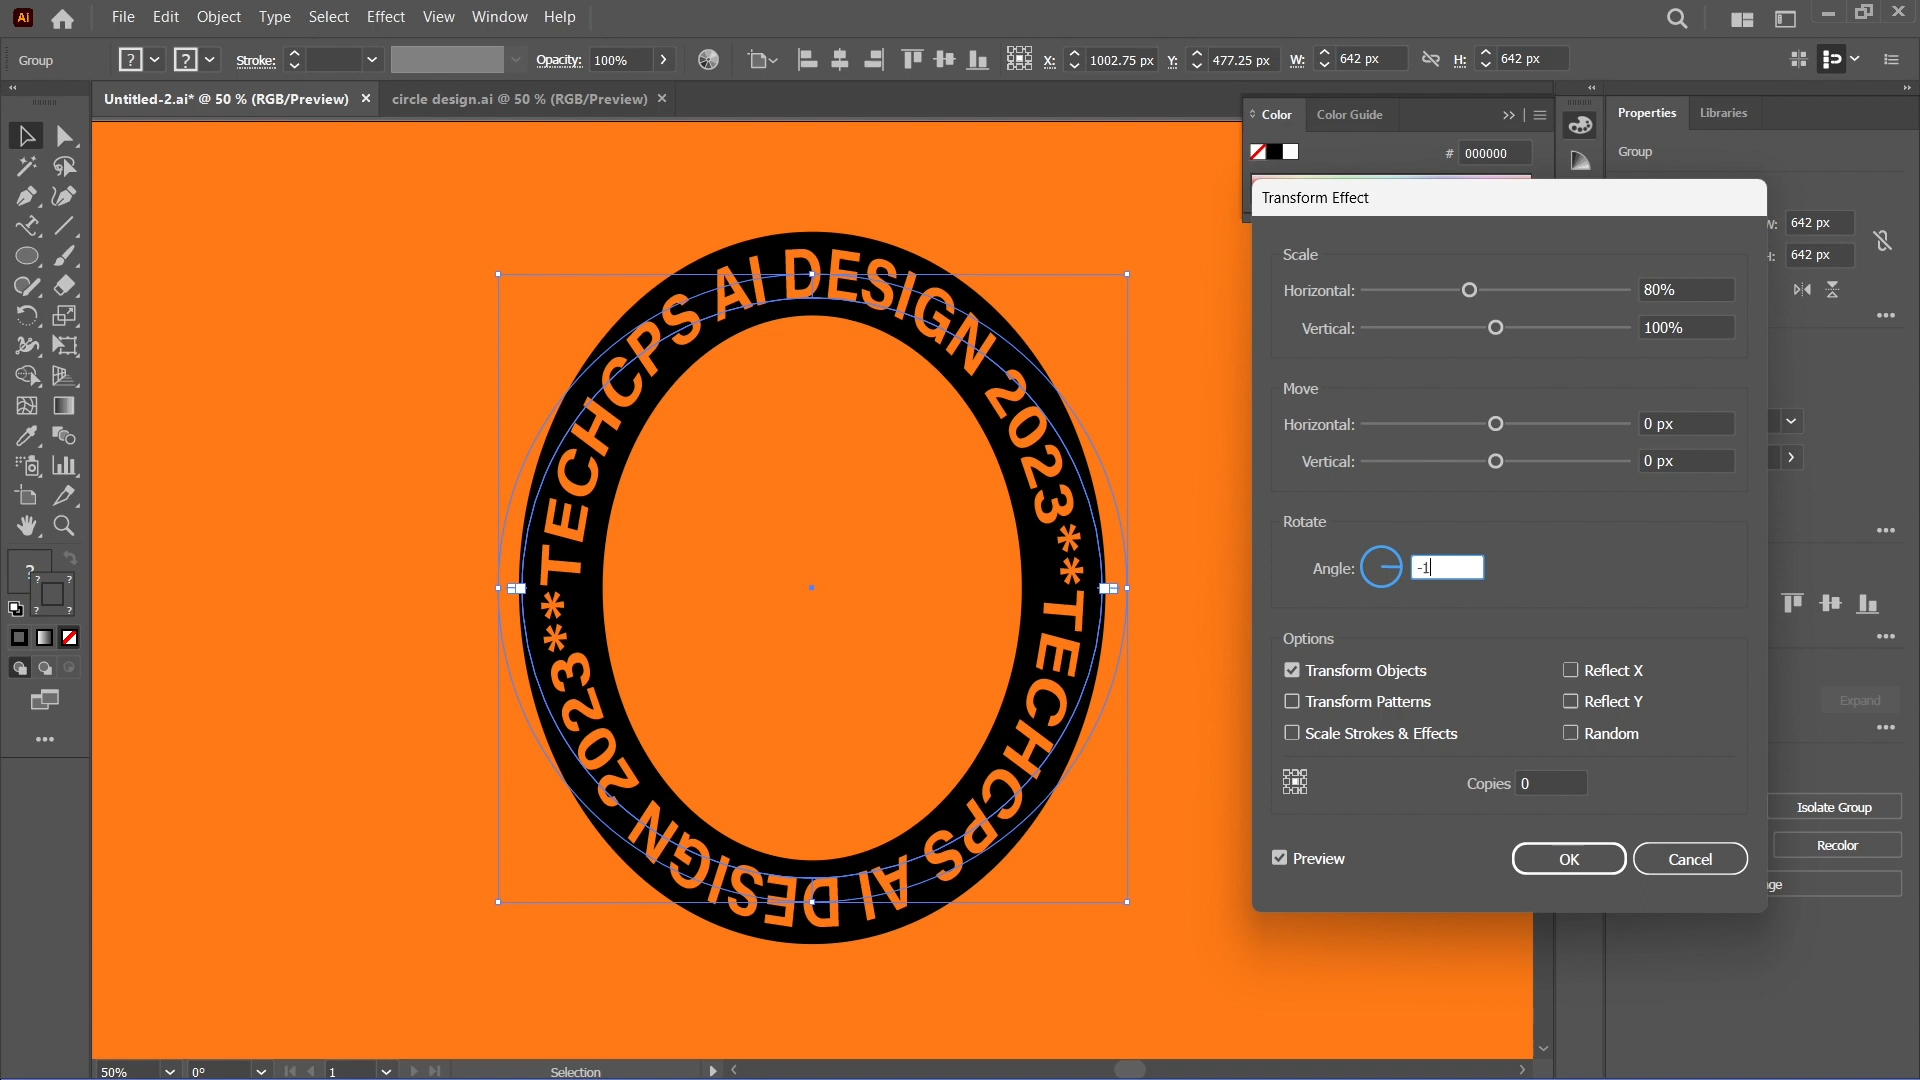 Ai File Edit Object Type Select Effect View Window Help
Group ? ? Stroke: Opacity: 100% X: 1002.75 px Y: 477.25 px W: 642 px H: 642 px
Untitled-2.ai* @ 50 % (RGB/Preview) × circle design.ai @ 50 % (RGB/Preview) ×
Color Color Guide
# 000000
Properties Libraries
Group
W: 642 px
H: 642 px
Transform Effect
Scale
Horizontal: 80%
Vertical: 100%
Move
Horizontal: 0 px
Vertical: 0 px
Rotate
Angle: -1
Options
Transform Objects Reflect X
Transform Patterns Reflect Y
Scale Strokes & Effects Random
Copies 0
Preview OK Cancel
Expand
Isolate Group
Recolor
TECHCPS AI DESIGN 2023**TECHCPS AI DESIGN 2023**
? ? ? ? ?
50% 0° 1 Selection